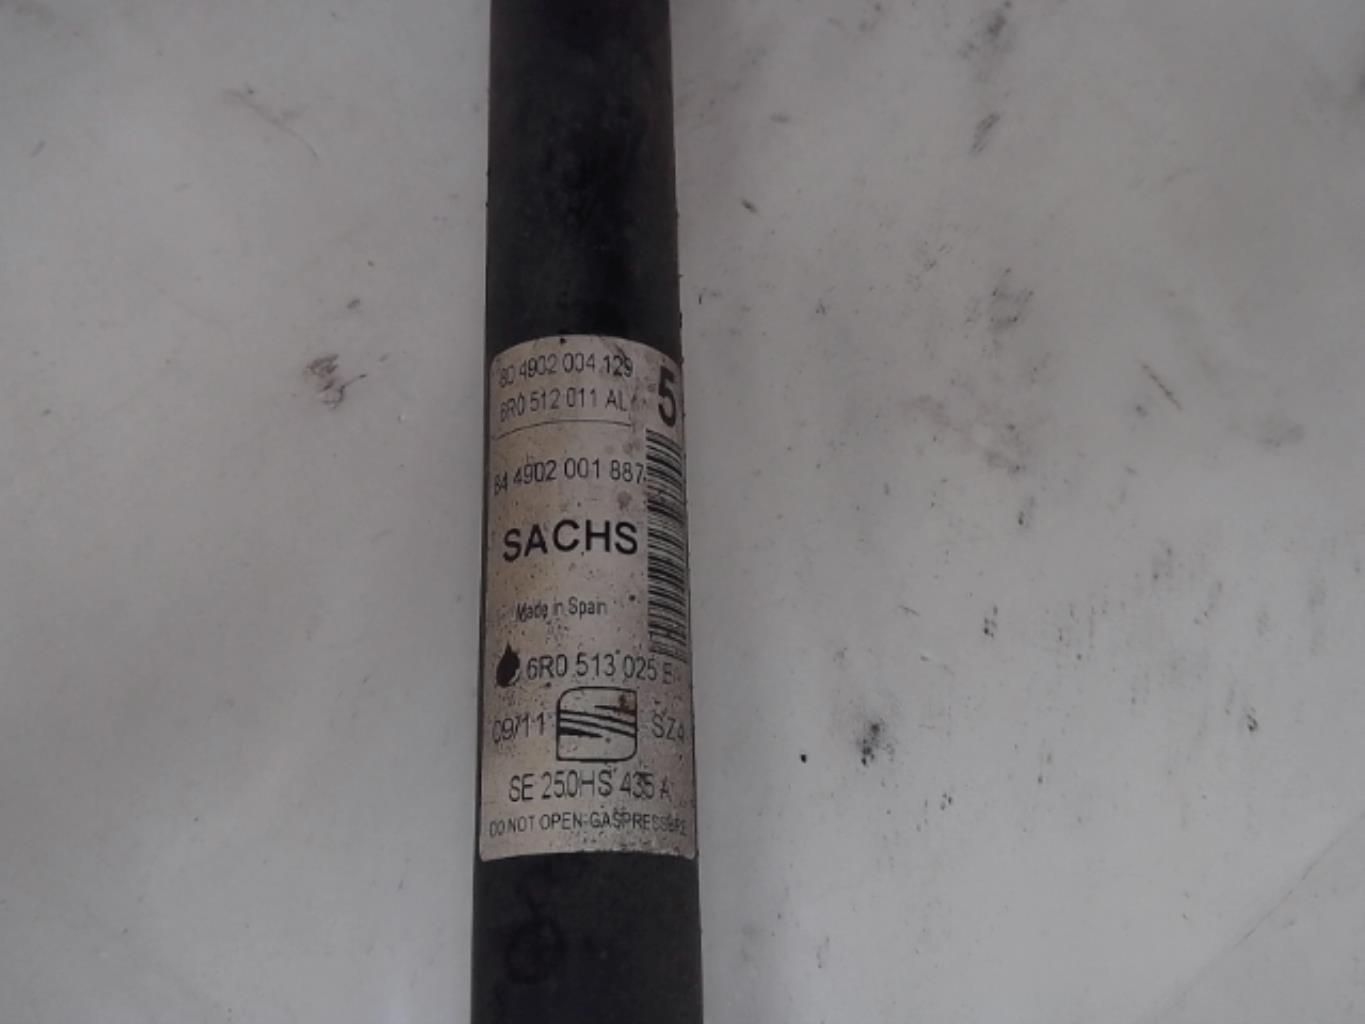 80 4902 004 129
6R0 512 011 AL
5
84 4902 001 887
SACHS
Made in Spain
6R0 513 025 E
09/11 SZ4
SE 250HS 435 A
DO NOT OPEN-GASPRESSURE